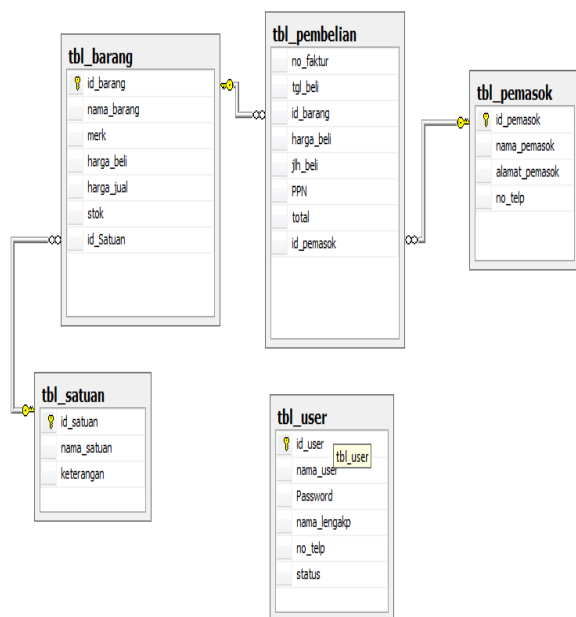 tbl_barang
id_barang
nama_barang
merk
harga_beli
harga_jual
stok
id_Satuan
tbl_pembelian
no_faktur
tgl_beli
id_barang
harga_beli
jlh_beli
PPN
total
id_pemasok
tbl_pemasok
id_pemasok
nama_pemasok
alamat_pemasok
no_telp
tbl_satuan
id_satuan
nama_satuan
keterangan
tbl_user
id_user
tbl_user
nama_user
Password
nama_lengakp
no_telp
status